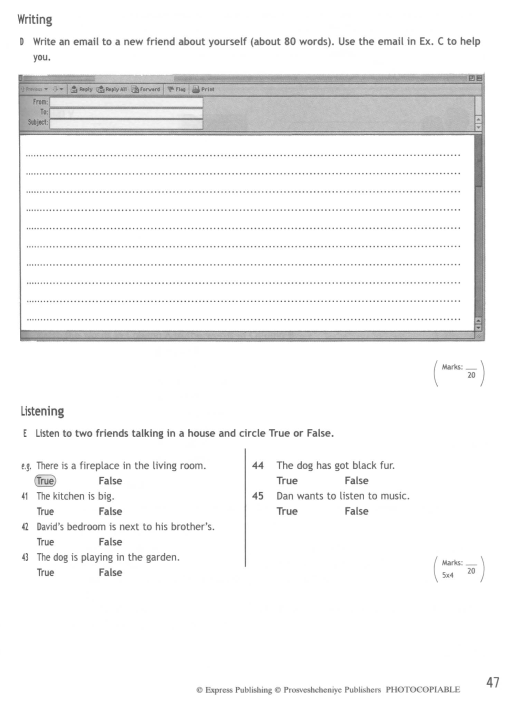 Writing
D Write an email to a new friend about yourself (about 80 words). Use the email in Ex. C to help
you.
Reply Reply All Forward Flag Print
From:
To:
Subject:
Marks:
20
Listening
E Listen to two friends talking in a house and circle True or False.
e.g. There is a fireplace in the living room.
True False
41 The kitchen is big.
True False
42 David's bedroom is next to his brother's.
True False
43 The dog is playing in the garden.
True False
44 The dog has got black fur.
True False
45 Dan wants to listen to music.
True False
Marks:
5x4 20
© Express Publishing © Prosveshcheniye Publishers PHOTOCOPIABLE
47